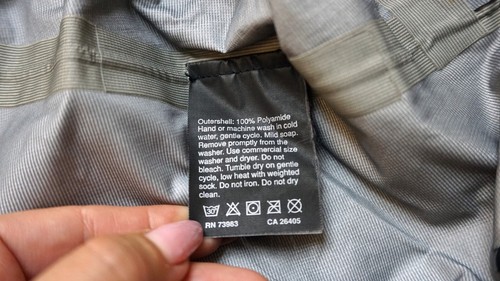 Outershell: 100% Polyamide
Hand or machine wash in cold
water, gentle cycle. Mild soap.
Remove promptly from the
washer. Use commercial size
washer and dryer. Do not
bleach. Tumble dry on gentle
cycle, low heat with weighted
sock. Do not iron. Do not dry
clean.
RN 73983 CA 26405